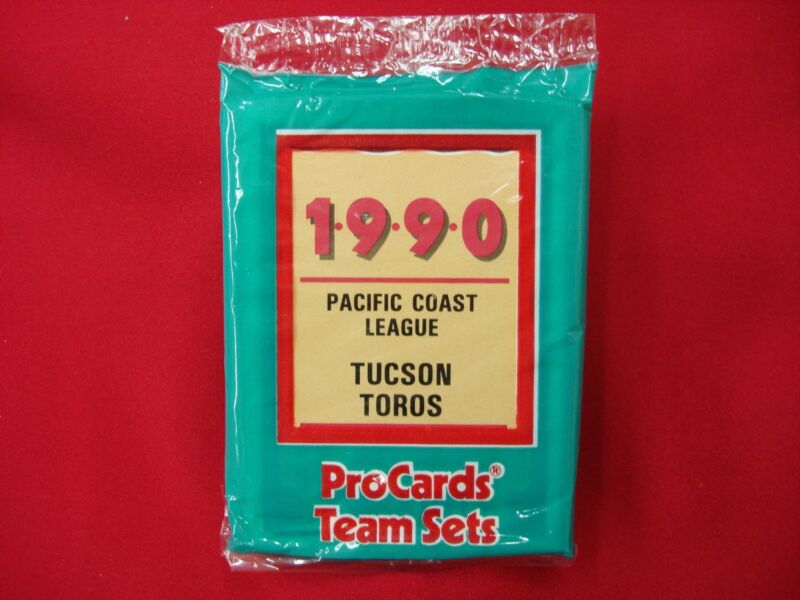 1·9·9·0
PACIFIC COAST
LEAGUE
TUCSON
TOROS
ProCards®
Team Sets